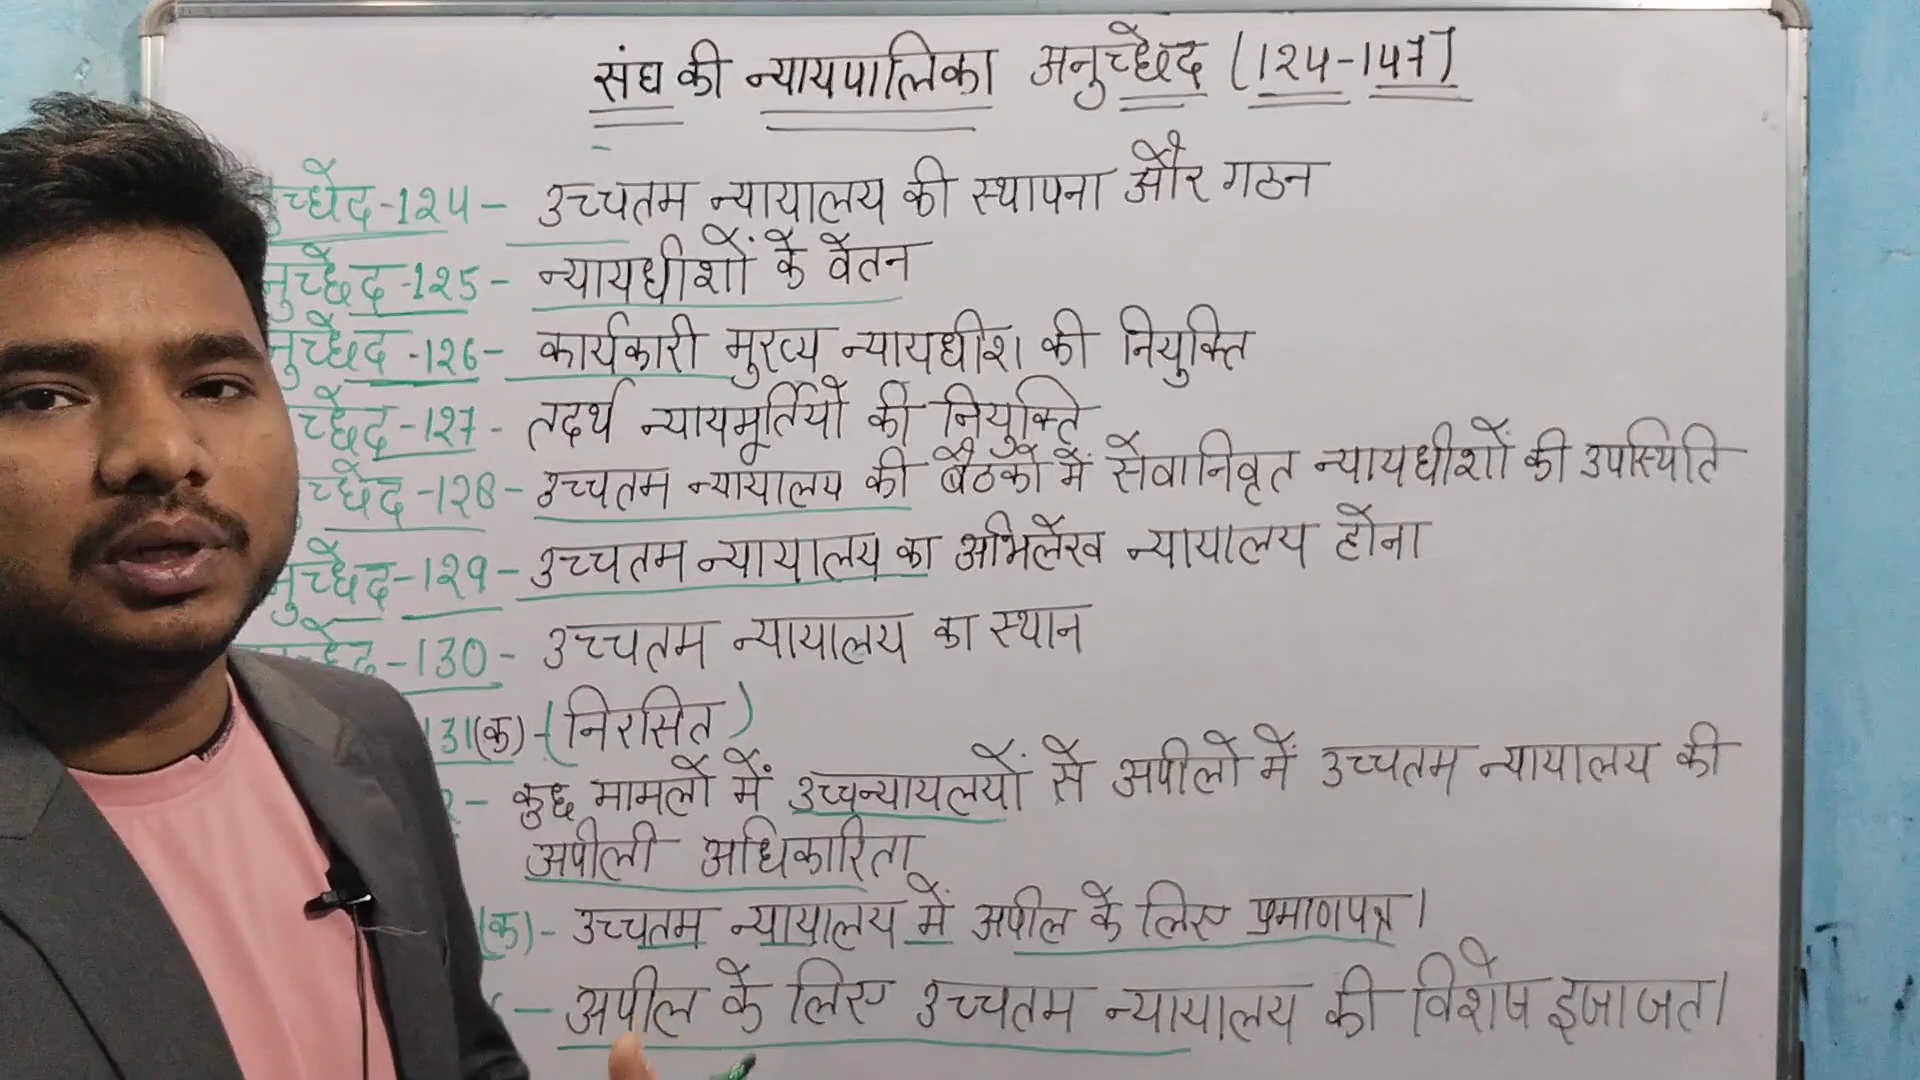 संघ की न्यायपालिका अनुच्छेद (124-147)
नुच्छेद-124- उच्चतम न्यायालय की स्थापना और गठन
नुच्छेद-125- न्यायधीशों के वेतन
नुच्छेद-126- कार्यकारी मुख्य न्यायधीश की नियुक्ति
च्छेद-127- तदर्थ न्यायमूर्तियों की नियुक्ति
च्छेद-128- उच्चतम न्यायालय की बैठकों में सेवानिवृत न्यायधीशों की उपस्थिति
नुच्छेद-129- उच्चतम न्यायालय का अभिलेख न्यायालय होना
च्छेद-130- उच्चतम न्यायालय का स्थान
131(क)-(निरसित)
2- कुछ मामलों में उच्चन्यायलयों से अपीलों में उच्चतम न्यायालय की
अपीली अधिकारिता
(क)- उच्चतम न्यायालय में अपील के लिए प्रमाणपत्र।
- अपील के लिए उच्चतम न्यायालय की विशेष इजाजत।